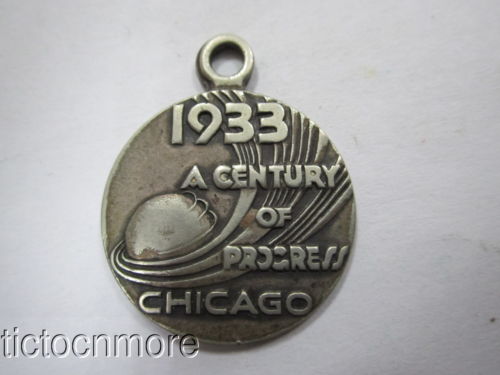 1933
A CENTURY
OF
PROGRESS
CHICAGO
tictocnmore